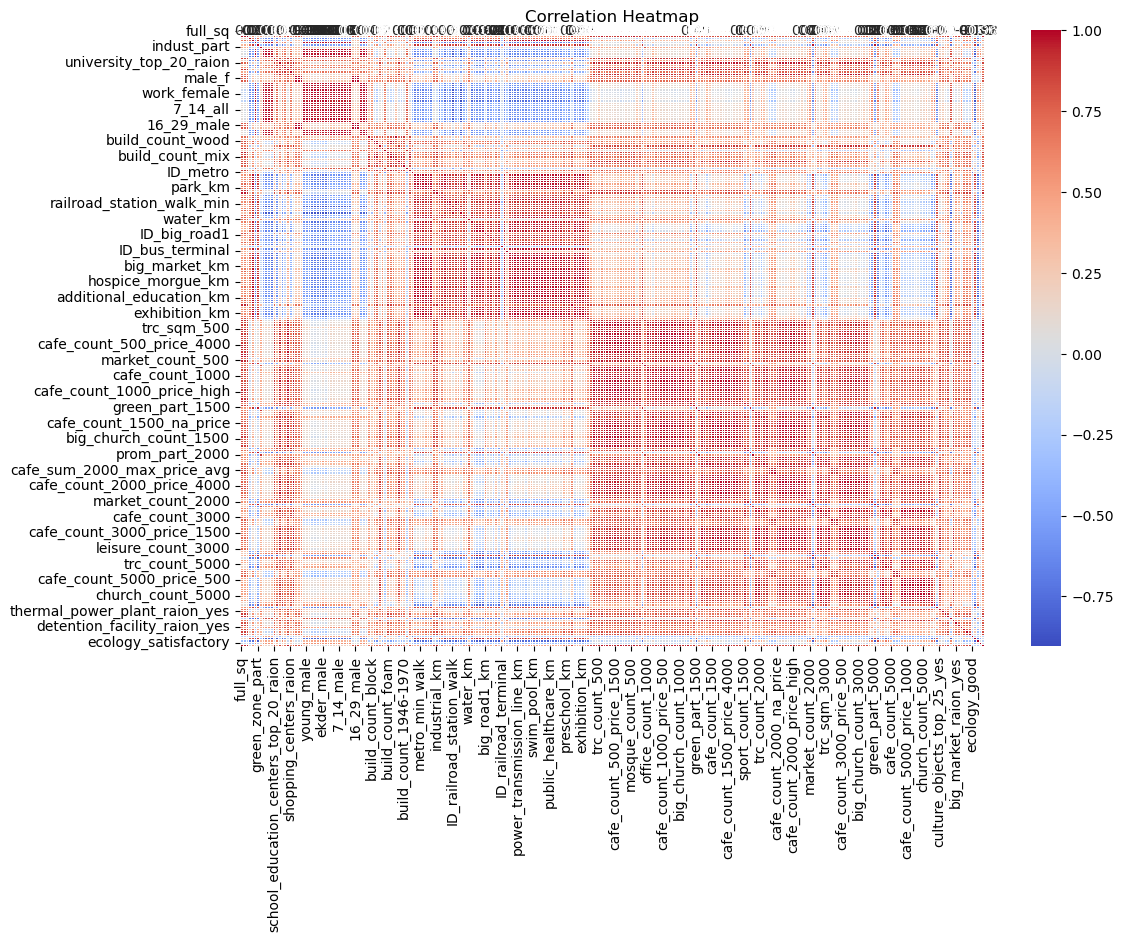 Correlation Heatmap
full_sq
indust_part
university_top_20_raion
male_f
work_female
7_14_all
16_29_male
build_count_wood
build_count_mix
ID_metro
park_km
railroad_station_walk_min
water_km
ID_big_road1
ID_bus_terminal
big_market_km
hospice_morgue_km
additional_education_km
exhibition_km
trc_sqm_500
cafe_count_500_price_4000
market_count_500
cafe_count_1000
cafe_count_1000_price_high
green_part_1500
cafe_count_1500_na_price
big_church_count_1500
prom_part_2000
cafe_sum_2000_max_price_avg
cafe_count_2000_price_4000
market_count_2000
cafe_count_3000
cafe_count_3000_price_1500
leisure_count_3000
trc_count_5000
cafe_count_5000_price_500
church_count_5000
thermal_power_plant_raion_yes
detention_facility_raion_yes
ecology_satisfactory
full_sq
green_zone_part
school_education_centers_top_20_raion
shopping_centers_raion
young_male
ekder_male
7_14_male
16_29_male
build_count_block
build_count_foam
build_count_1946-1970
metro_min_walk
industrial_km
ID_railroad_station_walk
water_km
big_road1_km
ID_railroad_terminal
power_transmission_line_km
swim_pool_km
public_healthcare_km
preschool_km
exhibition_km
trc_count_500
cafe_count_500_price_1500
mosque_count_500
office_count_1000
cafe_count_1000_price_500
big_church_count_1000
green_part_1500
cafe_count_1500
cafe_count_1500_price_4000
sport_count_1500
trc_count_2000
cafe_count_2000_na_price
cafe_count_2000_price_high
market_count_2000
trc_sqm_3000
cafe_count_3000_price_500
big_church_count_3000
green_part_5000
cafe_count_5000
cafe_count_5000_price_1000
church_count_5000
culture_objects_top_25_yes
big_market_raion_yes
ecology_good
1.00
0.75
0.50
0.25
0.00
−0.25
−0.50
−0.75